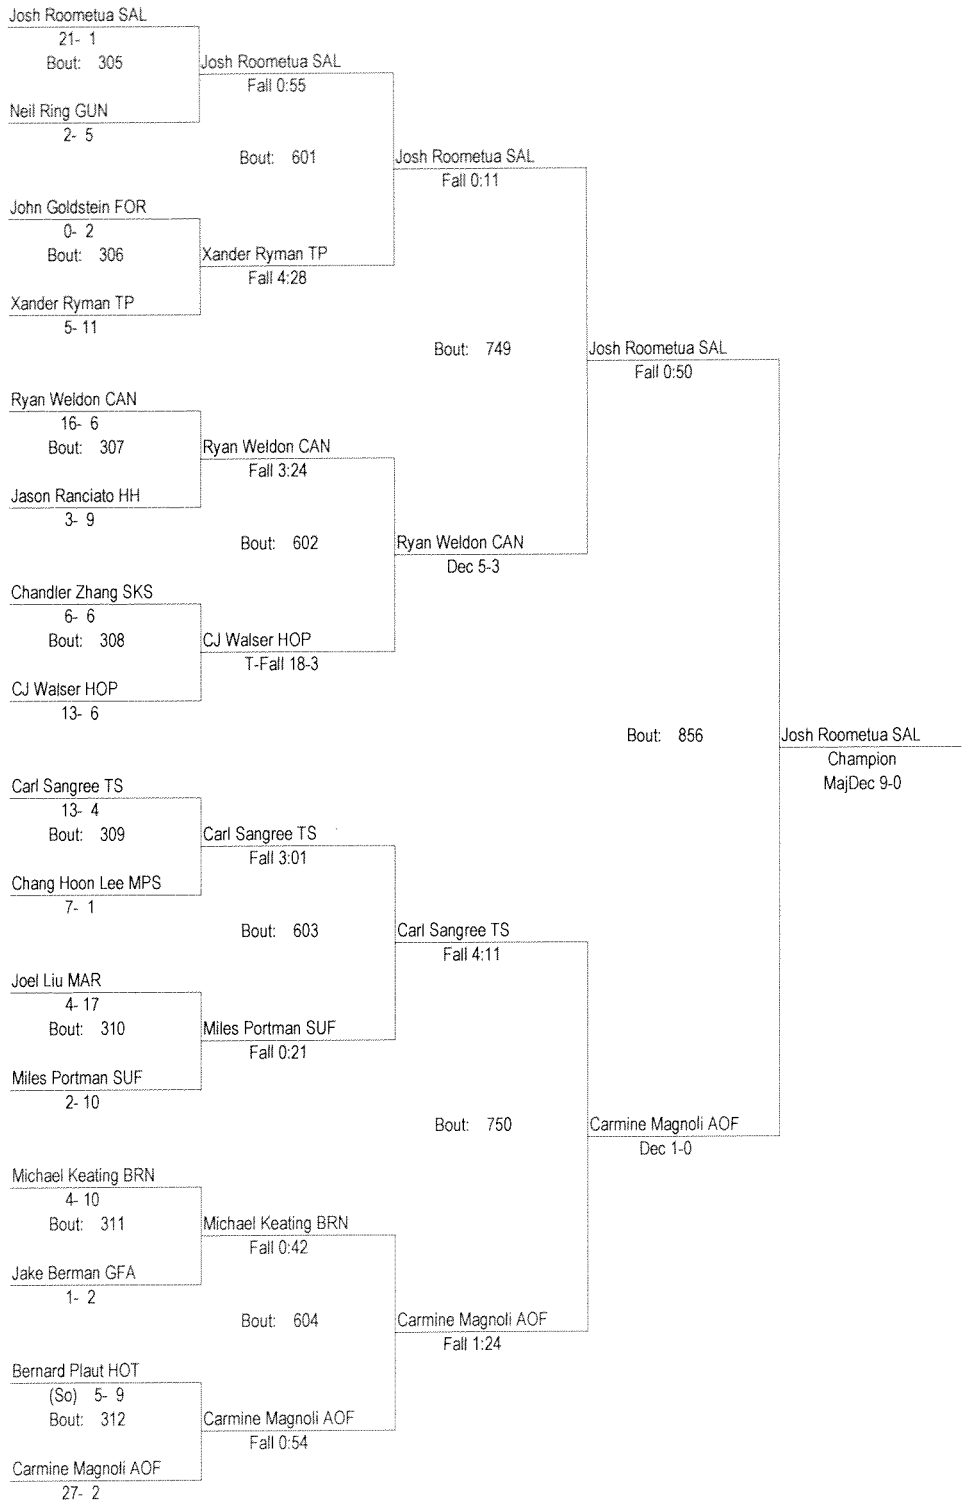 Josh Roometua SAL
21- 1
Bout: 305
Josh Roometua SAL
Fall 0:55
Neil Ring GUN
2- 5
Bout: 601
Josh Roometua SAL
Fall 0:11
John Goldstein FOR
0- 2
Bout: 306
Xander Ryman TP
Fall 4:28
Xander Ryman TP
5- 11
Bout: 749
Josh Roometua SAL
Fall 0:50
Ryan Weldon CAN
16- 6
Bout: 307
Ryan Weldon CAN
Fall 3:24
Jason Ranciato HH
3- 9
Bout: 602
Ryan Weldon CAN
Dec 5-3
Chandler Zhang SKS
6- 6
Bout: 308
CJ Walser HOP
T-Fall 18-3
CJ Walser HOP
13- 6
Bout: 856
Josh Roometua SAL
Champion
MajDec 9-0
Carl Sangree TS
13- 4
Bout: 309
Carl Sangree TS
Fall 3:01
Chang Hoon Lee MPS
7- 1
Bout: 603
Carl Sangree TS
Fall 4:11
Joel Liu MAR
4- 17
Bout: 310
Miles Portman SUF
Fall 0:21
Miles Portman SUF
2- 10
Bout: 750
Carmine Magnoli AOF
Dec 1-0
Michael Keating BRN
4- 10
Bout: 311
Michael Keating BRN
Fall 0:42
Jake Berman GFA
1- 2
Bout: 604
Carmine Magnoli AOF
Fall 1:24
Bernard Plaut HOT
(So) 5- 9
Bout: 312
Carmine Magnoli AOF
Fall 0:54
Carmine Magnoli AOF
27- 2